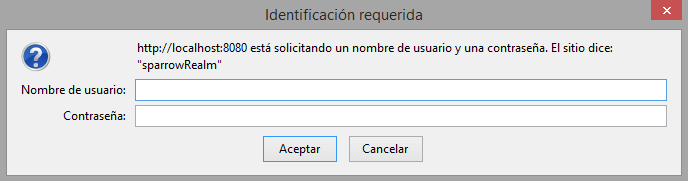 Identificación requerida
http://localhost:8080 está solicitando un nombre de usuario y una contraseña. El sitio dice:
"sparrowRealm"
Nombre de usuario:
Contraseña:
Aceptar
Cancelar